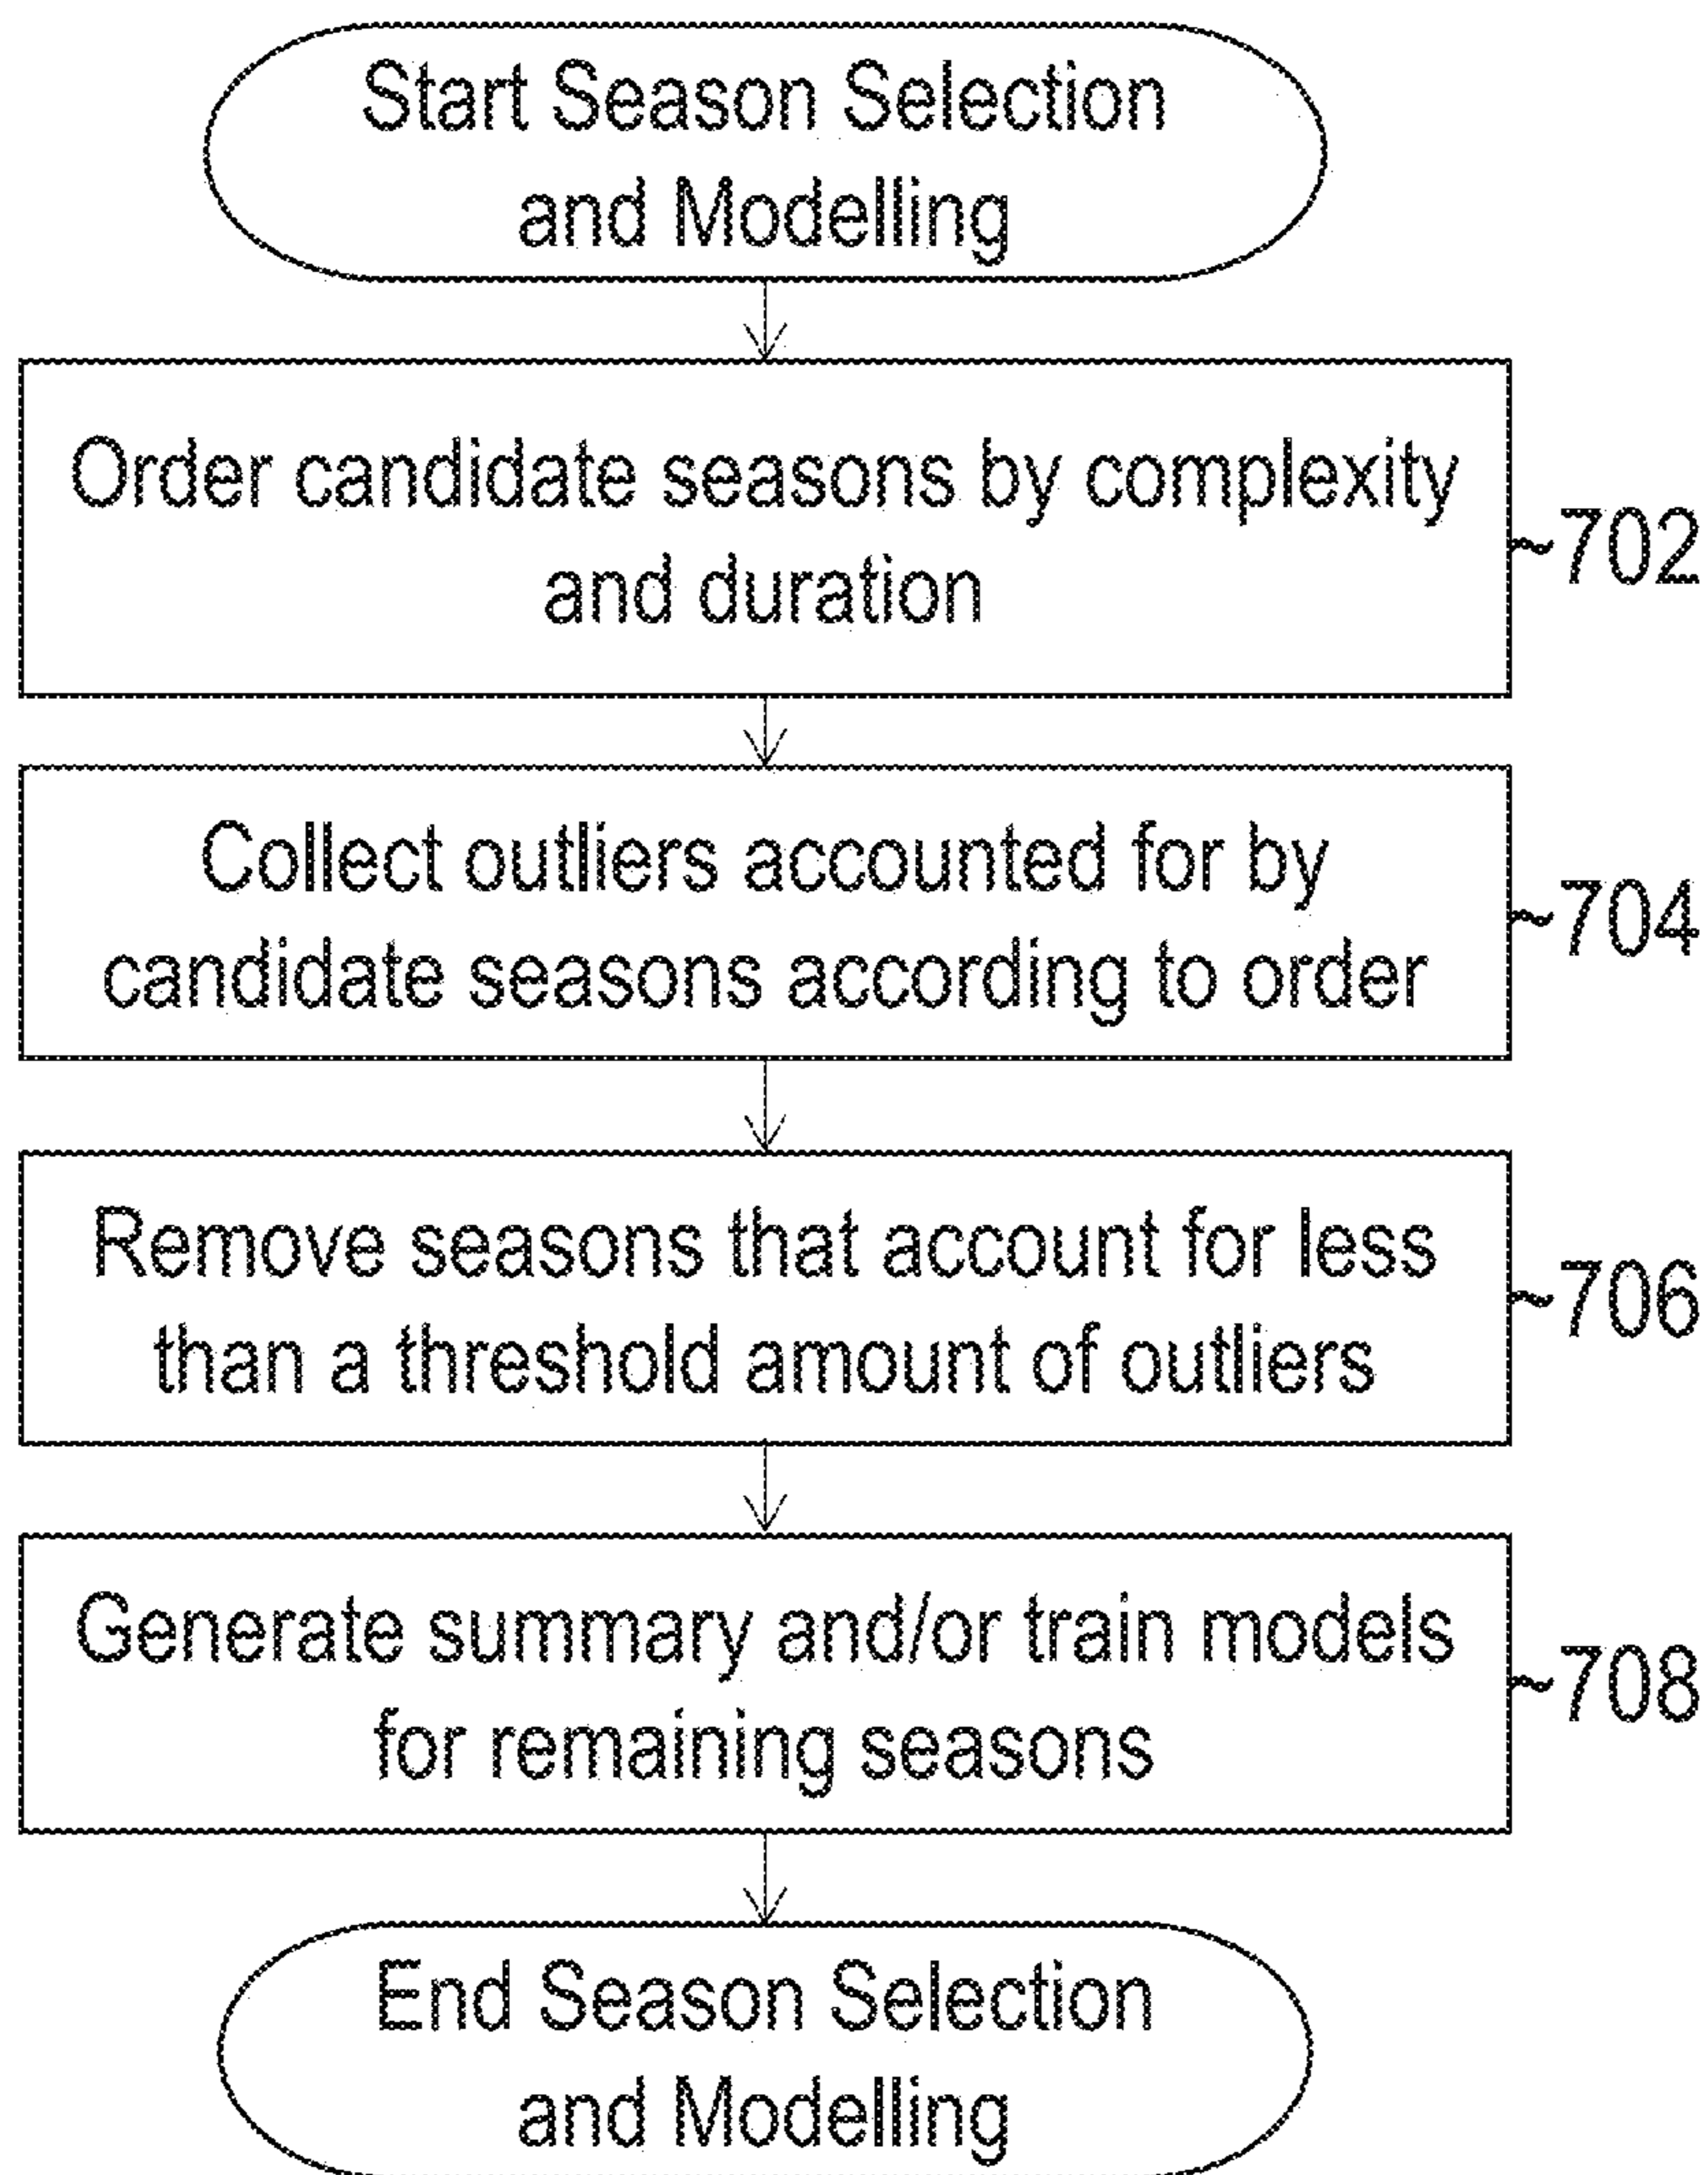 Start Season Selection
and Modelling
Order candidate seasons by complexity
and duration
~702
Collect outliers accounted for by
candidate seasons according to order
~704
Remove seasons that account for less
than a threshold amount of outliers
~706
Generate summary and/or train models
for remaining seasons
~708
End Season Selection
and Modelling